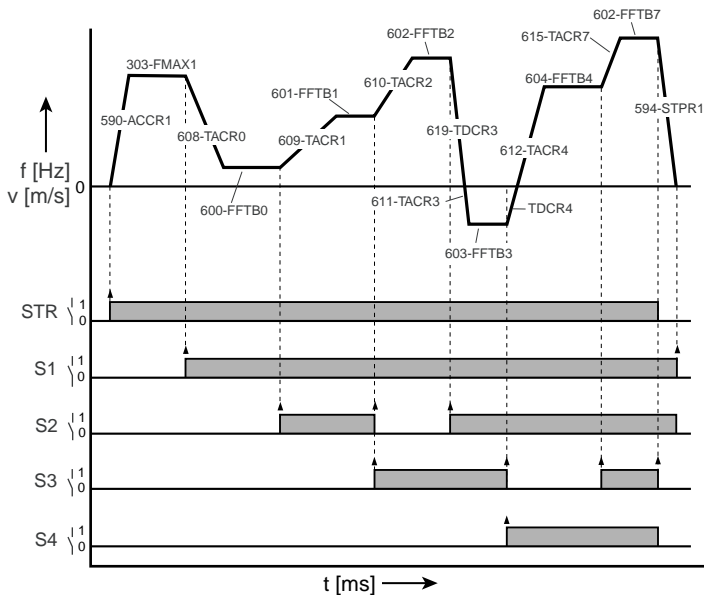 602-FFTB7
602-FFTB2
615-TACR7
303-FMAX1
610-TACR2
604-FFTB4
601-FFTB1
590-ACCR1
594-STPR1
608-TACR0
609-TACR1
619-TDCR3
612-TACR4
f [Hz]
v [m/s]
0
600-FFTB0
611-TACR3
TDCR4
603-FFTB3
STR
1
0
S1
1
0
S2
1
0
S3
1
0
S4
1
0
t [ms]